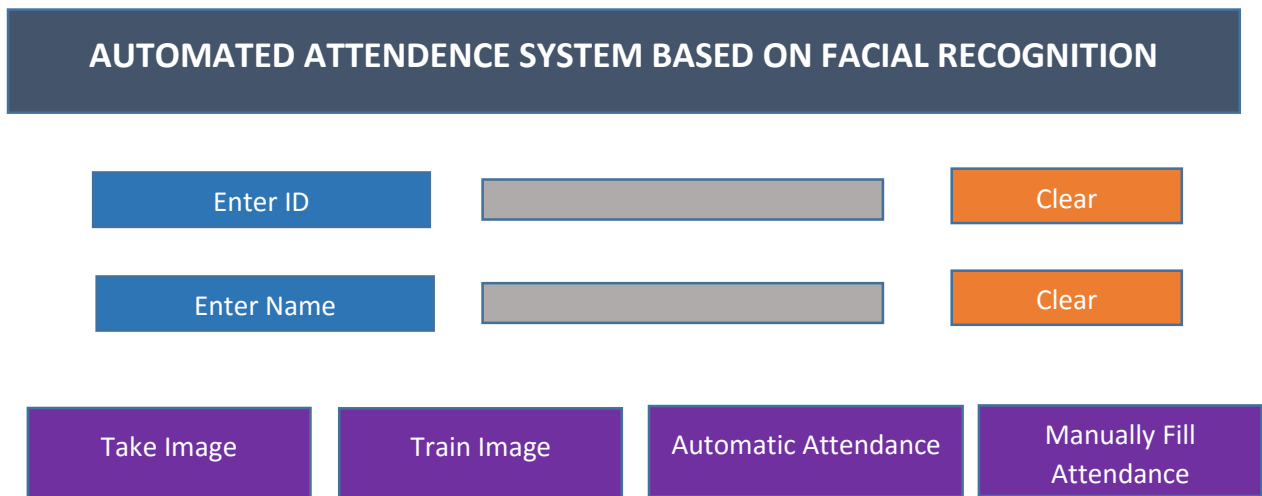 AUTOMATED ATTENDENCE SYSTEM BASED ON FACIAL RECOGNITION
Enter ID
Clear
Enter Name
Clear
Take Image
Train Image
Automatic Attendance
Manually Fill
Attendance